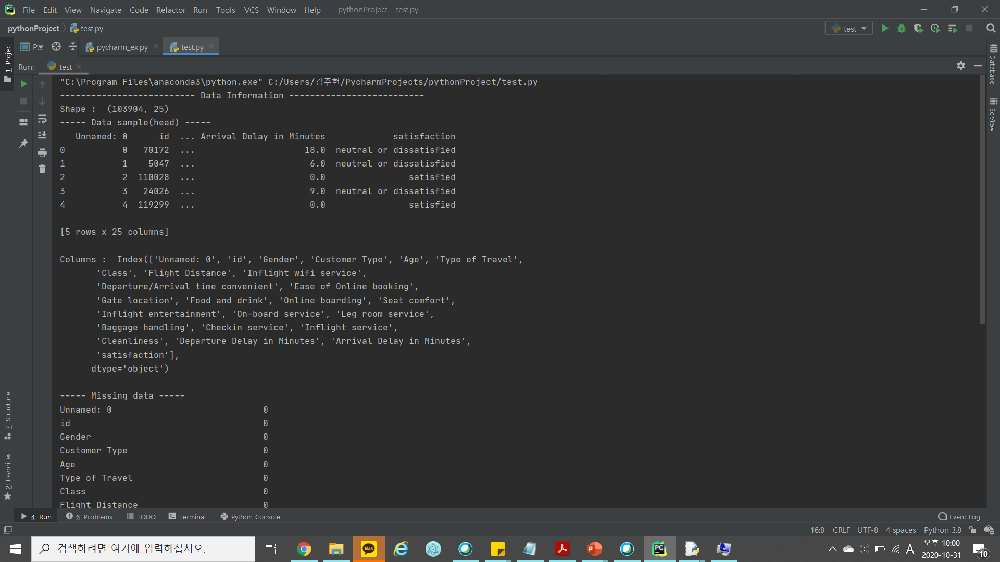 File Edit View Navigate Code Refactor Run Tools VCS Window Help pythonProject - test.py
pythonProject test.py test
P... pycharm_ex.py test.py
1: Project
Run: test
"C:\Program Files\anaconda3\python.exe" C:/Users/김주현/PycharmProjects/pythonProject/test.py
-------------------------- Data Information --------------------------
Shape :  (103904, 25)
----- Data sample(head) -----
   Unnamed: 0      id  ... Arrival Delay in Minutes             satisfaction
0           0   70172  ...                     18.0  neutral or dissatisfied
1           1    5047  ...                      6.0  neutral or dissatisfied
2           2  110028  ...                      0.0                satisfied
3           3   24026  ...                      9.0  neutral or dissatisfied
4           4  119299  ...                      0.0                satisfied
[5 rows x 25 columns]
Columns :  Index(['Unnamed: 0', 'id', 'Gender', 'Customer Type', 'Age', 'Type of Travel',
       'Class', 'Flight Distance', 'Inflight wifi service',
       'Departure/Arrival time convenient', 'Ease of Online booking',
       'Gate location', 'Food and drink', 'Online boarding', 'Seat comfort',
       'Inflight entertainment', 'On-board service', 'Leg room service',
       'Baggage handling', 'Checkin service', 'Inflight service',
       'Cleanliness', 'Departure Delay in Minutes', 'Arrival Delay in Minutes',
       'satisfaction'],
      dtype='object')
----- Missing data -----
Unnamed: 0                             0
id                                     0
Gender                                 0
Customer Type                          0
Age                                    0
Type of Travel                         0
Class                                  0
Flight Distance                        0
Database
SciView
7: Structure
2: Favorites
4: Run 6: Problems TODO Terminal Python Console Event Log
16:8 CRLF UTF-8 4 spaces Python 3.8
검색하려면 여기에 입력하십시오.
TALK
PC
A
오후 10:00
2020-10-31
10